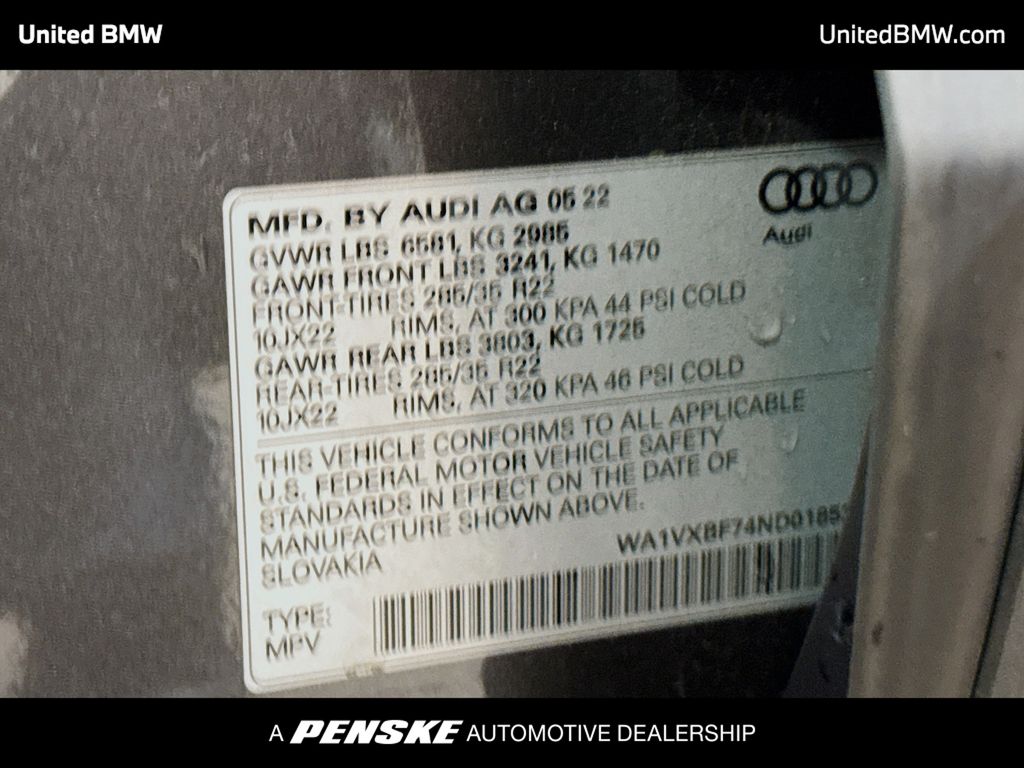 United BMW
UnitedBMW.com
MFD. BY AUDI AG 05 22
Audi
GVWR LBS 6581, KG 2985
GAWR FRONT LBS 3241, KG 1470
FRONT-TIRES 285/35 R22
10JX22 RIMS, AT 300 KPA 44 PSI COLD
GAWR REAR LBS 3803, KG 1725
REAR-TIRES 285/35 R22
10JX22 RIMS, AT 320 KPA 46 PSI COLD
THIS VEHICLE CONFORMS TO ALL APPLICABLE
U.S. FEDERAL MOTOR VEHICLE SAFETY
STANDARDS IN EFFECT ON THE DATE OF
MANUFACTURE SHOWN ABOVE.
SLOVAKIA
TYPE:
MPV
A PENSKE AUTOMOTIVE DEALERSHIP